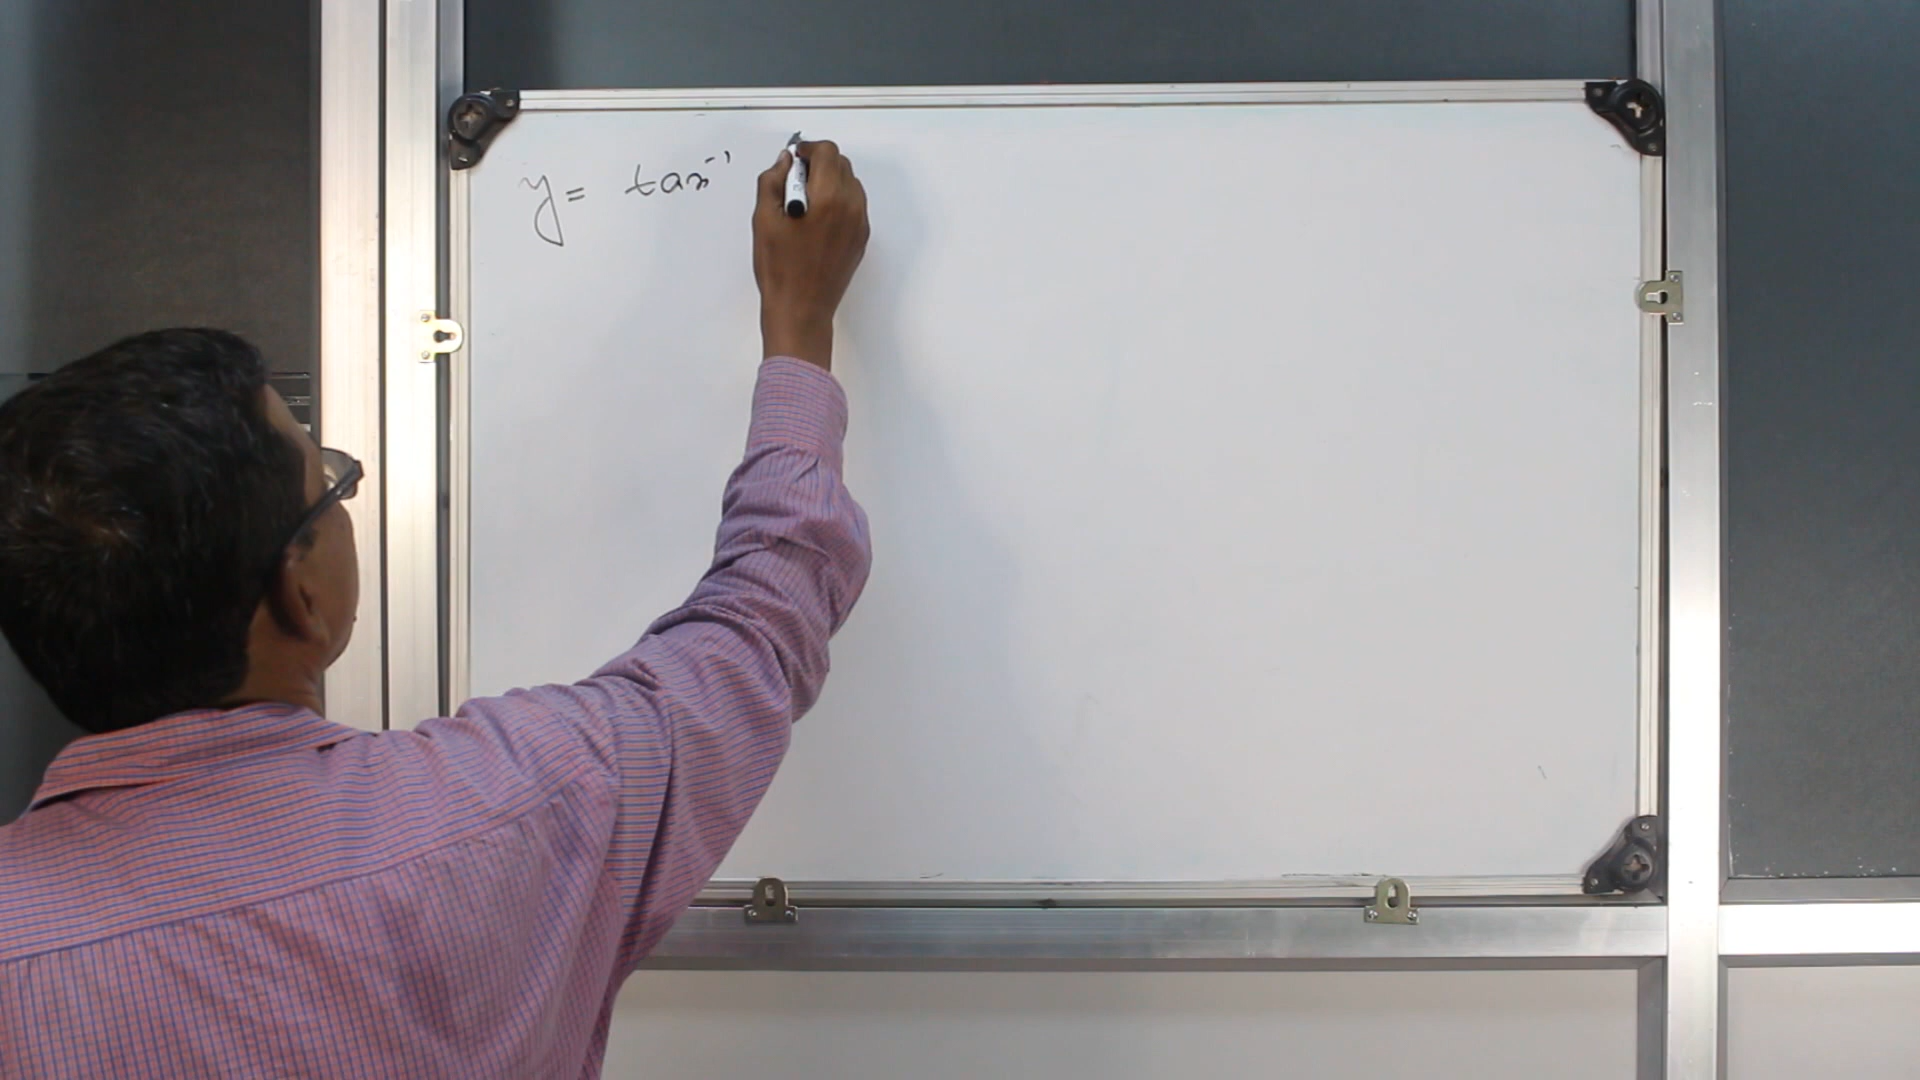 y = tan⁻¹